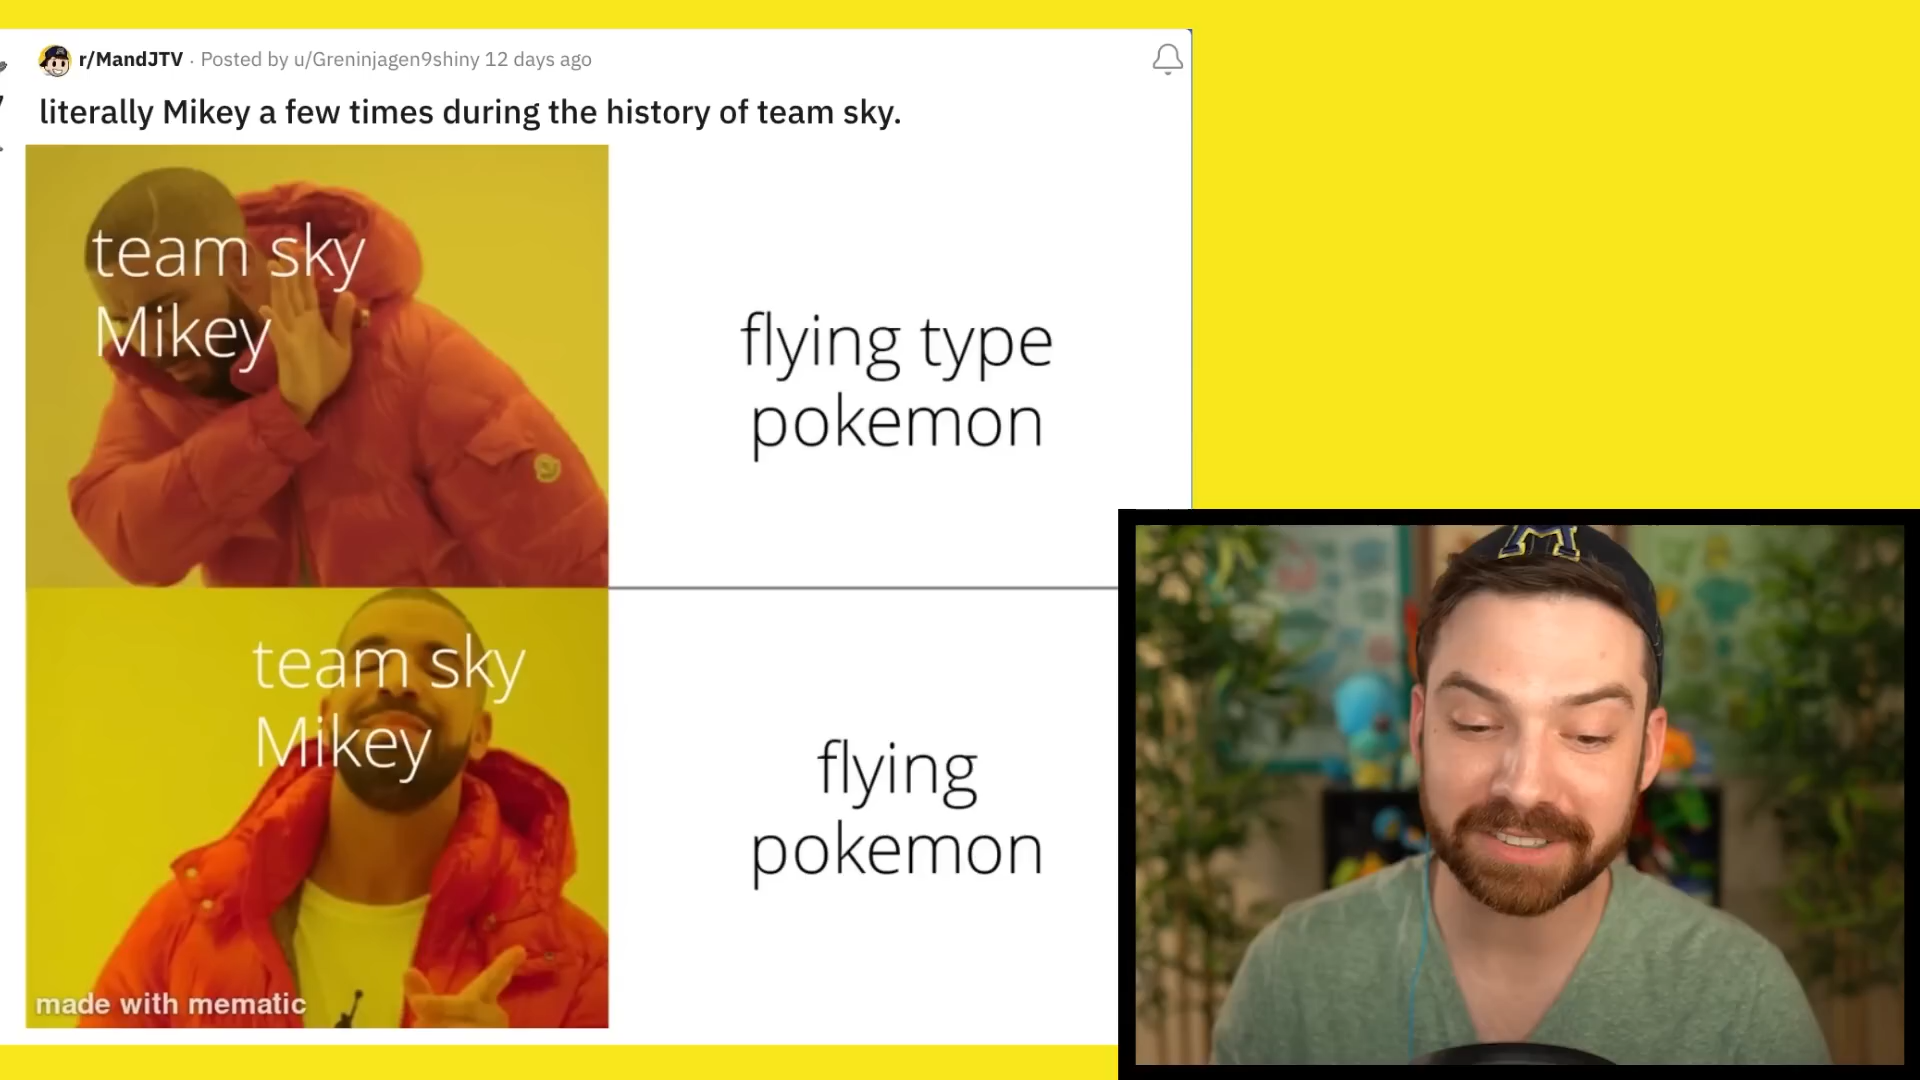 r/MandJTV · Posted by u/Greninjagen9shiny 12 days ago
literally Mikey a few times during the history of team sky.
team sky
Mikey
flying type
pokemon
team sky
Mikey
flying
pokemon
made with mematic
M